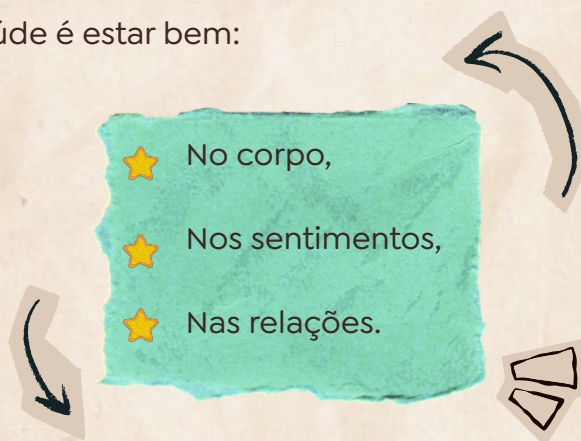 úde é estar bem:
No corpo,
Nos sentimentos,
Nas relações.